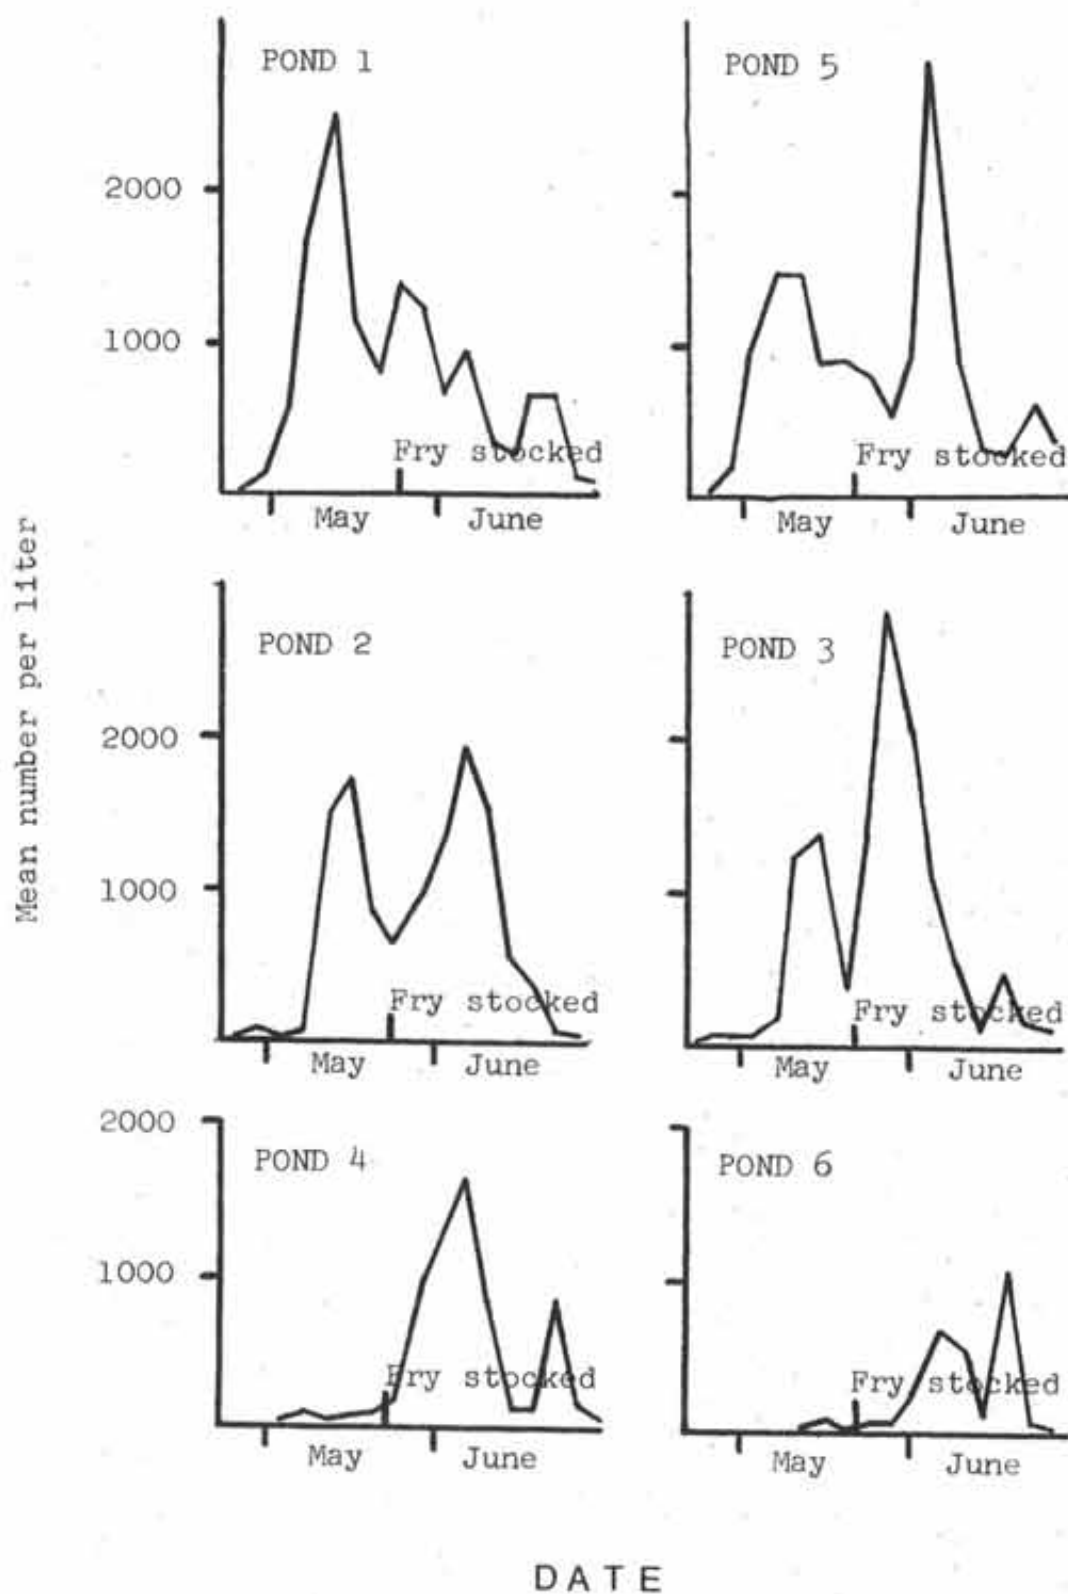 POND 1
2000
1000
Fry stocked
May June
POND 5
Fry stocked
May June
Mean number per liter
POND 2
2000
1000
Fry stocked
May June
POND 3
Fry stocked
May June
2000
POND 4
1000
Fry stocked
May June
POND 6
Fry stocked
May June
DATE